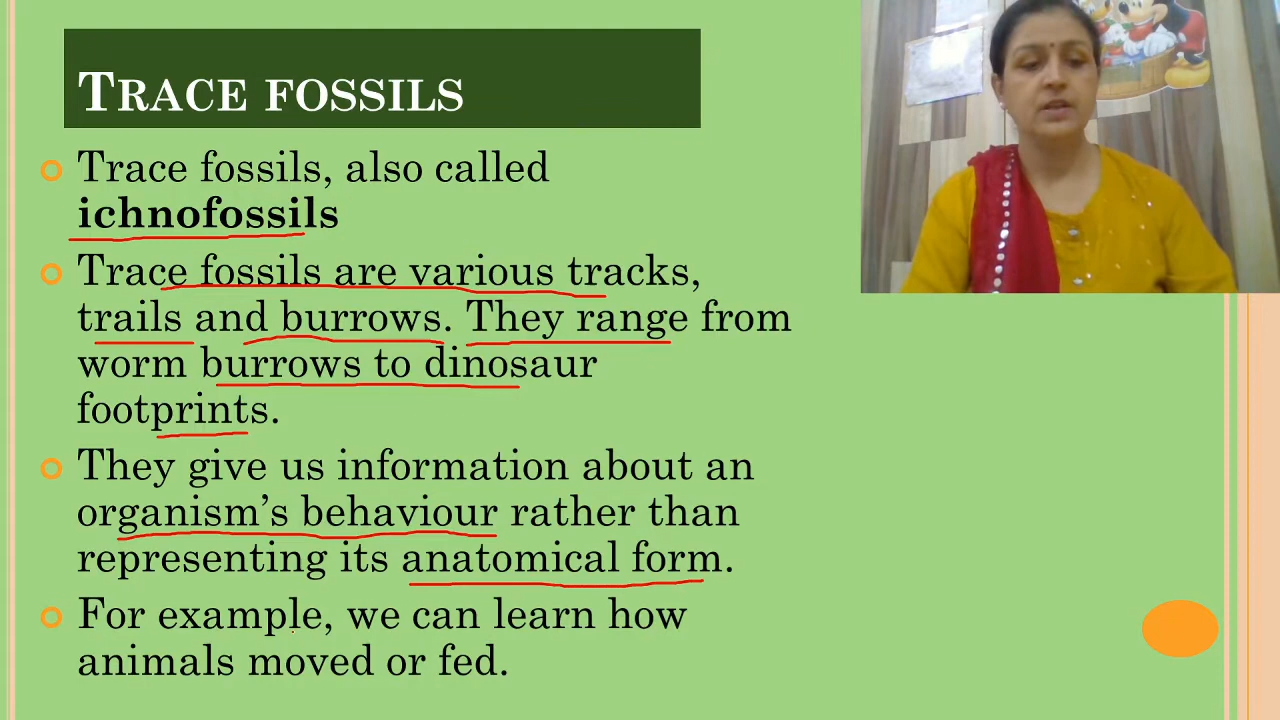 TRACE FOSSILS
Trace fossils, also called
ichnofossils
Trace fossils are various tracks,
trails and burrows. They range from
worm burrows to dinosaur
footprints.
They give us information about an
organism’s behaviour rather than
representing its anatomical form.
For example, we can learn how
animals moved or fed.